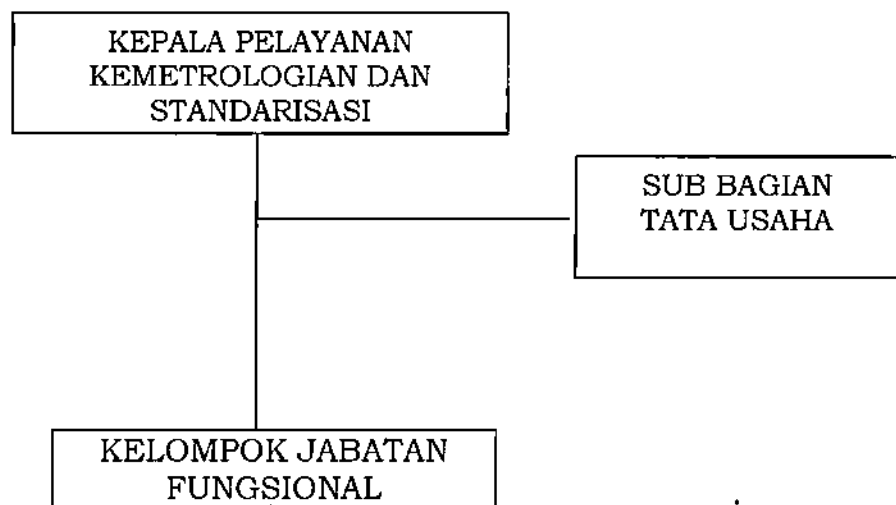 KEPALA PELAYANAN
KEMETROLOGIAN DAN
STANDARISASI
SUB BAGIAN
TATA USAHA
KELOMPOK JABATAN
FUNGSIONAL